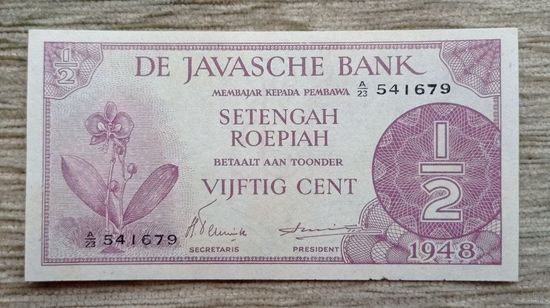 1/2
DE JAVASCHE BANK
MEMBAJAR KEPADA PEMBAWA A/23 541679
SETENGAH
ROEPIAH
BETAALT AAN TOONDER
VIJFTIG CENT
1/2
A/23 541679
SECRETARIS PRESIDENT
1948